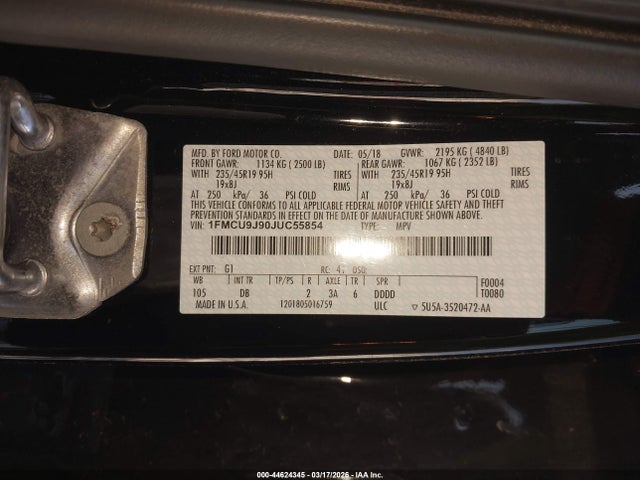 MFD. BY FORD MOTOR CO. DATE: 05/18 GVWR: 2195 KG ( 4840 LB)
FRONT GAWR: 1134 KG ( 2500 LB) REAR GAWR: 1067 KG ( 2352 LB)
WITH 235/45R19 95H TIRES WITH 235/45R19 95H TIRES
19x8J RIMS 19x8J RIMS
AT 250 kPa/ 36 PSI COLD AT 250 kPa/ 36 PSI COLD
THIS VEHICLE CONFORMS TO ALL APPLICABLE FEDERAL MOTOR VEHICLE SAFETY
AND THEFT PREVENTION STANDARDS IN EFFECT ON THE DATE OF MANUFACTURE SHOWN ABOVE.
VIN: 1FMCU9J90JUC55854 TYPE: MPV
EXT PNT: G1 RC: 4. DSO: F0004
WB INT TR TP/PS R AXLE TR SPR T0080
105 DB 2 3A 6 DDDD
MADE IN U.S.A. 1201805016759 ULC ▽ 5U5A-3520472-AA
000-44624345 - 03/17/2026 - IAA Inc.